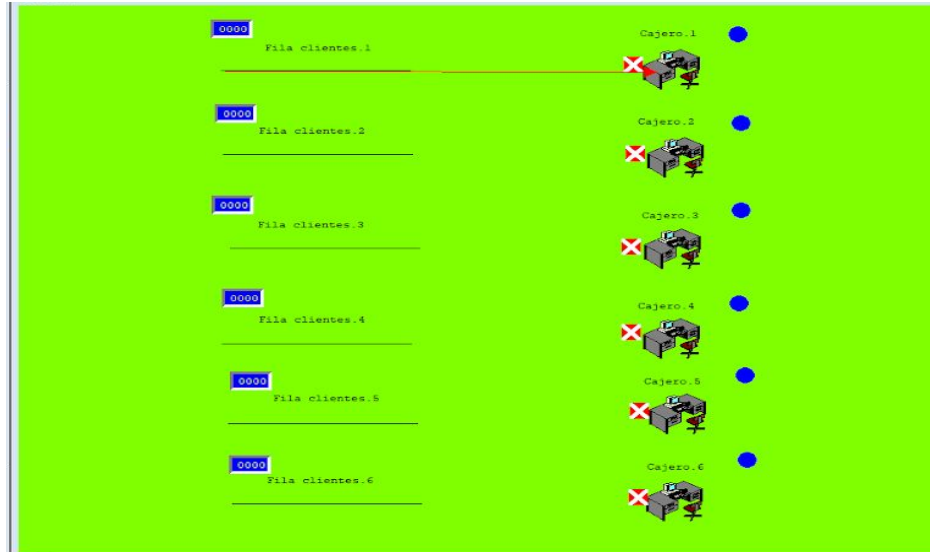 0000
Fila clientes.1
Cajero.1
0000
Fila clientes.2
Cajero.2
0000
Fila clientes.3
Cajero.3
0000
Fila clientes.4
Cajero.4
0000
Fila clientes.5
Cajero.5
0000
Fila clientes.6
Cajero.6